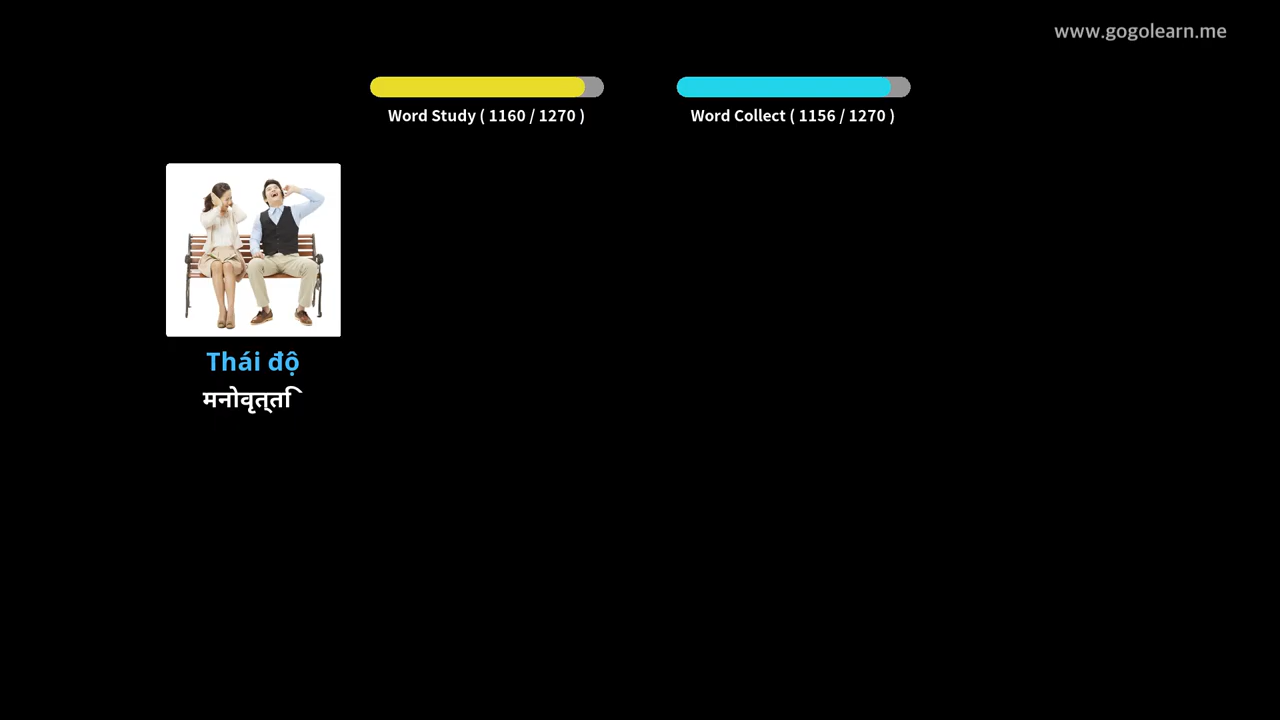 www.gogolearn.me
Word Study ( 1160 / 1270 )
Word Collect ( 1156 / 1270 )
Thái độ
मनोवृत्ति